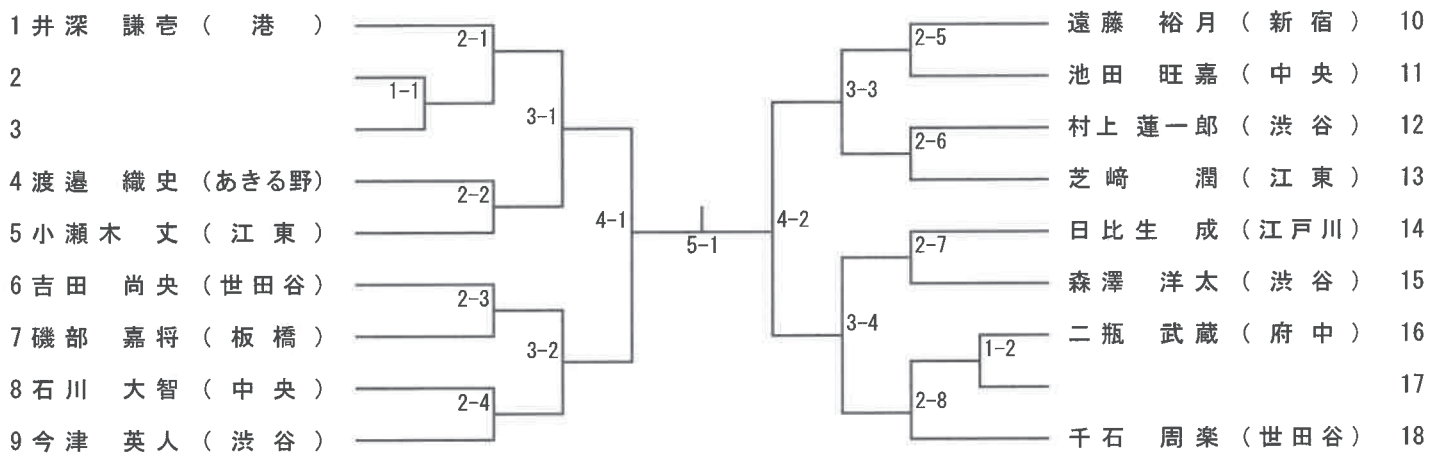 1 井深 謙壱 ( 港 )
2
3
4 渡邉 織史 (あきる野)
5 小瀬木 丈 ( 江東 )
6 吉田 尚央 (世田谷)
7 磯部 嘉将 ( 板橋 )
8 石川 大智 ( 中央 )
9 今津 英人 ( 渋谷 )
2-1
1-1
3-1
2-2
4-1
2-3
3-2
2-4
5-1
2-5
3-3
2-6
4-2
2-7
3-4
1-2
2-8
遠藤 裕月 ( 新宿 ) 10
池田 旺嘉 ( 中央 ) 11
村上 蓮一郎 ( 渋谷 ) 12
芝﨑 潤 ( 江東 ) 13
日比生 成 (江戸川) 14
森澤 洋太 ( 渋谷 ) 15
二瓶 武蔵 ( 府中 ) 16
17
千石 周楽 (世田谷) 18